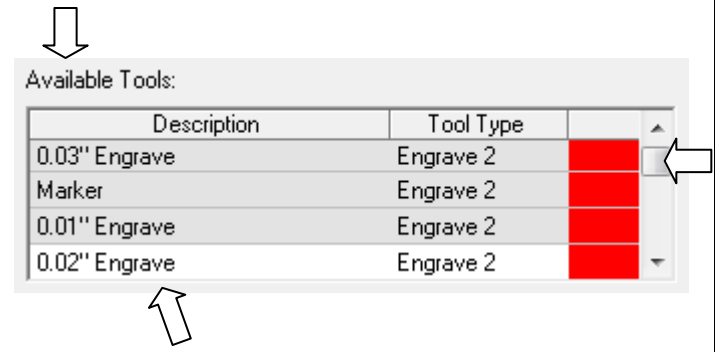 Available Tools:
Description Tool Type
0.03" Engrave Engrave 2
Marker Engrave 2
0.01" Engrave Engrave 2
0.02" Engrave Engrave 2